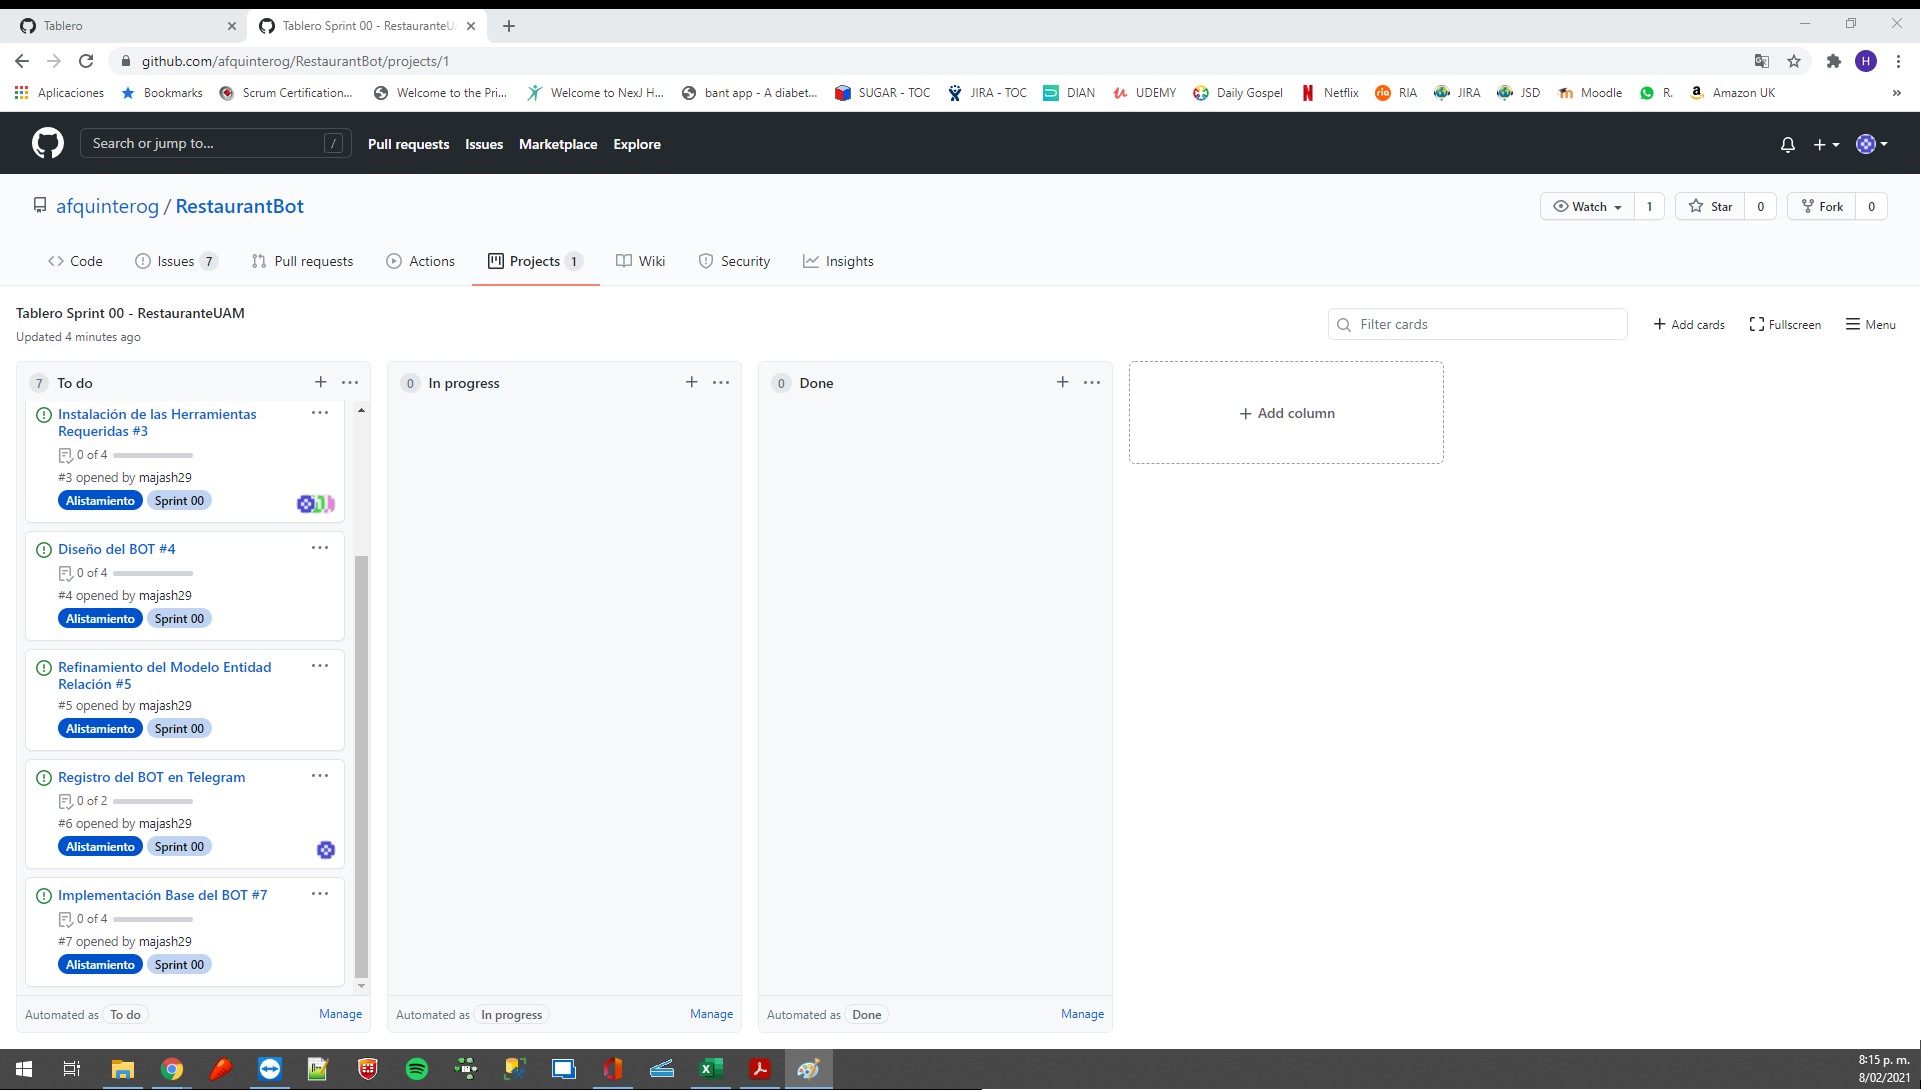 Tablero
Tablero Sprint 00 - RestauranteU
github.com/afquinterog/RestaurantBot/projects/1
H
Aplicaciones
Bookmarks
Scrum Certification...
Welcome to the Pri...
Welcome to NexJ H...
bant app - A diabet...
SUGAR - TOC
JIRA - TOC
DIAN
UDEMY
Daily Gospel
Netflix
RIA
JIRA
JSD
Moodle
R.
Amazon UK
»
Search or jump to...
/
Pull requests
Issues
Marketplace
Explore
afquinterog / RestaurantBot
Watch 1
Star 0
Fork 0
Code
Issues 7
Pull requests
Actions
Projects 1
Wiki
Security
Insights
Tablero Sprint 00 - RestauranteUAM
Updated 4 minutes ago
Filter cards
+ Add cards
Fullscreen
Menu
7 To do
Instalación de las Herramientas
Requeridas #3
0 of 4
#3 opened by majash29
Alistamiento Sprint 00
Diseño del BOT #4
0 of 4
#4 opened by majash29
Alistamiento Sprint 00
Refinamiento del Modelo Entidad
Relación #5
#5 opened by majash29
Alistamiento Sprint 00
Registro del BOT en Telegram
0 of 2
#6 opened by majash29
Alistamiento Sprint 00
Implementación Base del BOT #7
0 of 4
#7 opened by majash29
Alistamiento Sprint 00
Automated as To do
Manage
0 In progress
Automated as In progress
Manage
0 Done
Automated as Done
Manage
+ Add column
8:15 p. m.
8/02/2021